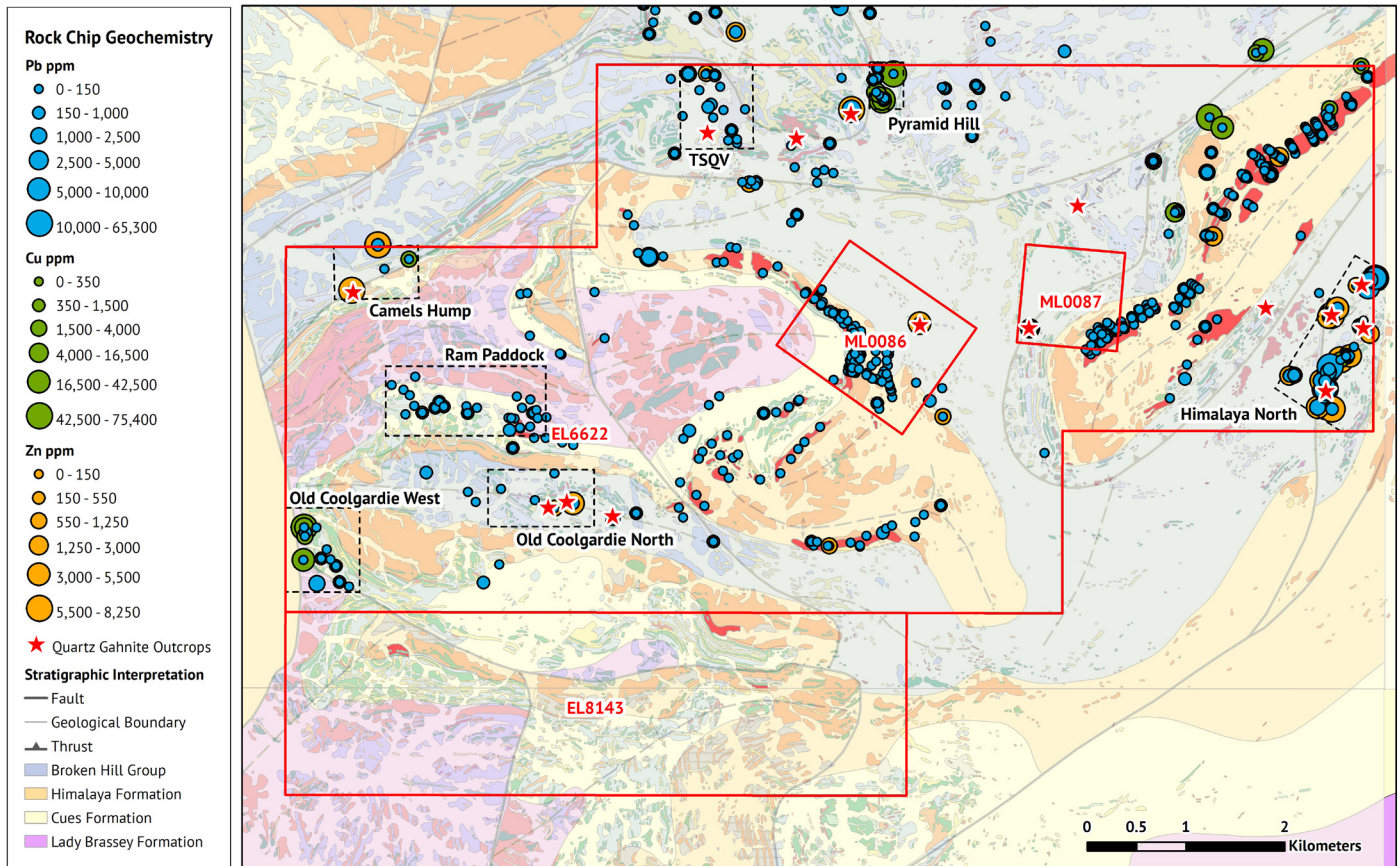 Rock Chip Geochemistry
Pb ppm
0 - 150
150 - 1,000
1,000 - 2,500
2,500 - 5,000
5,000 - 10,000
10,000 - 65,300
Cu ppm
0 - 350
350 - 1,500
1,500 - 4,000
4,000 - 16,500
16,500 - 42,500
42,500 - 75,400
Zn ppm
0 - 150
150 - 550
550 - 1,250
1,250 - 3,000
3,000 - 5,500
5,500 - 8,250
Quartz Gahnite Outcrops
Stratigraphic Interpretation
Fault
Geological Boundary
Thrust
Broken Hill Group
Himalaya Formation
Cues Formation
Lady Brassey Formation
Pyramid Hill
TSQV
ML0087
Camels Hump
ML0086
Ram Paddock
Himalaya North
EL6622
Old Coolgardie West
Old Coolgardie North
EL8143
0 0.5 1 2
Kilometers